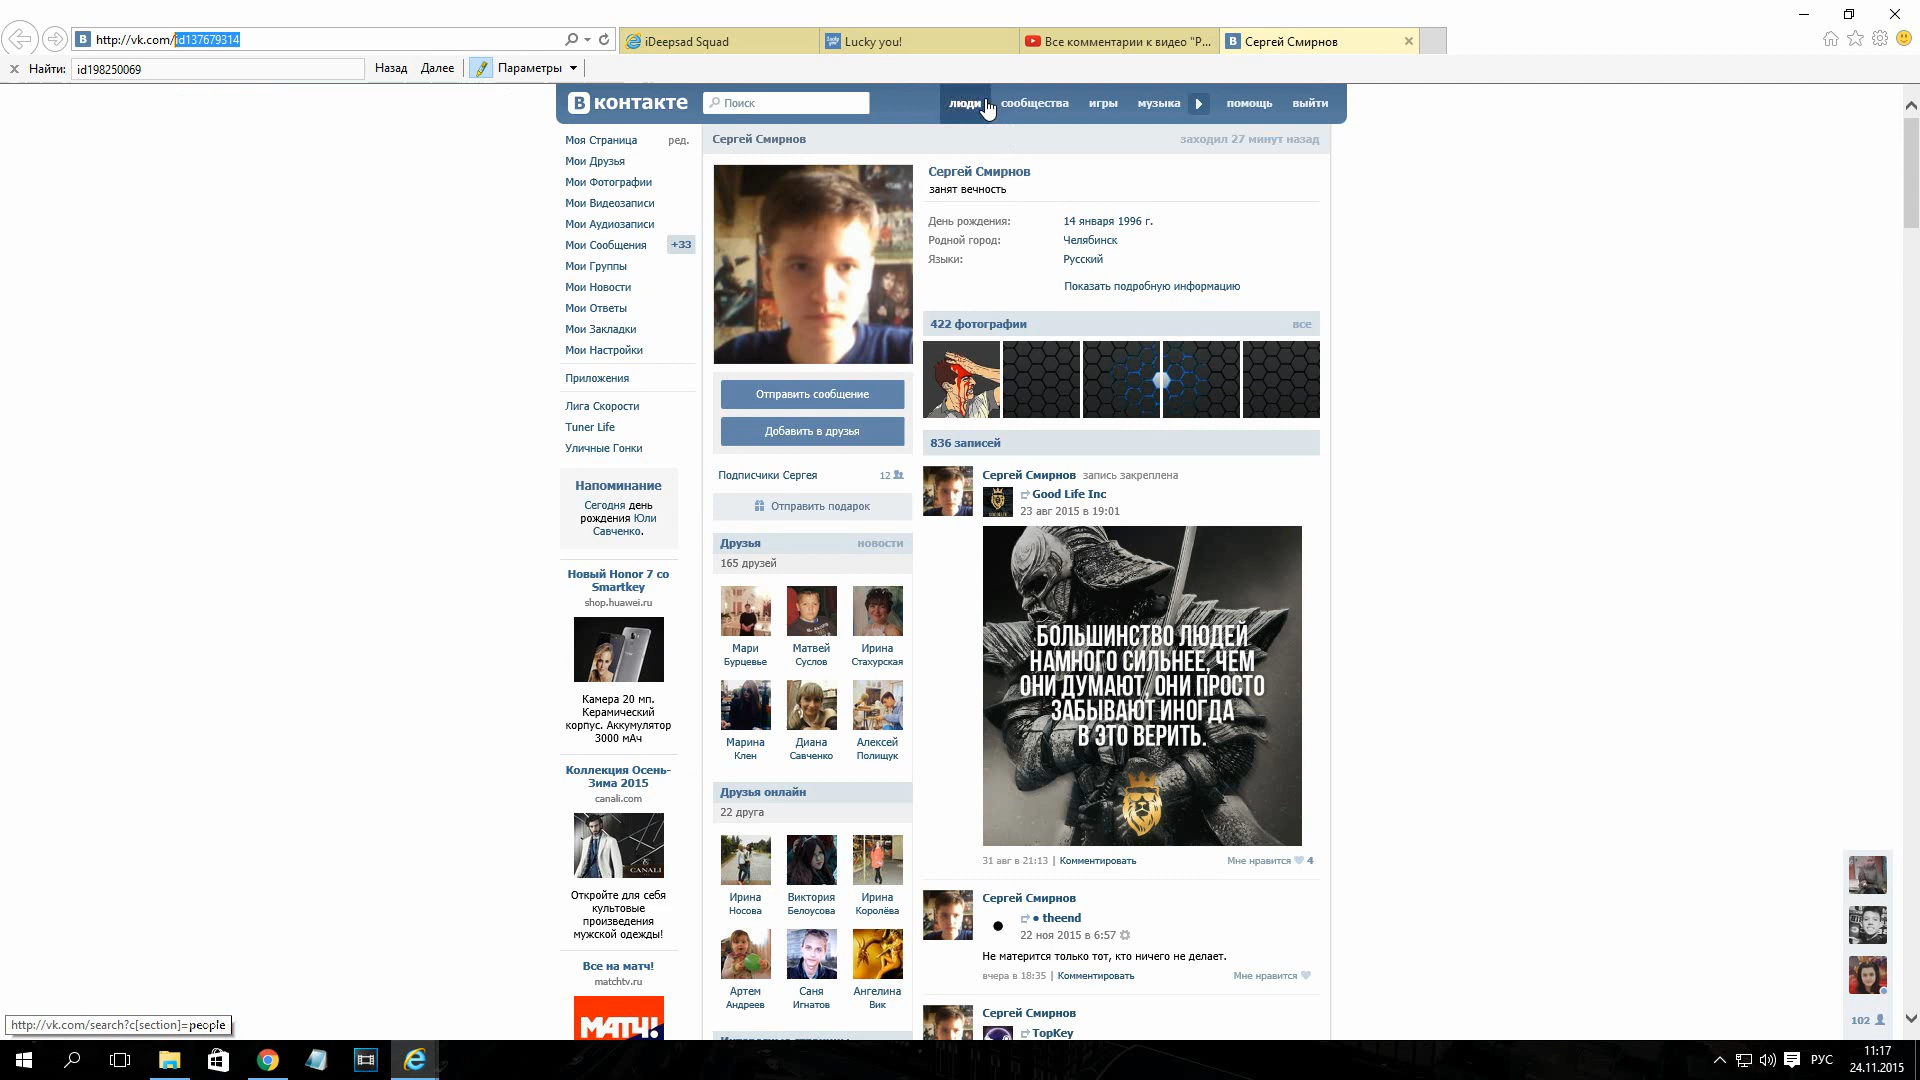 http://vk.com/id137679314
iDeepsad Squad
Lucky you!
Все комментарии к видео "Р...
Сергей Смирнов
Найти:
id198250069
Назад
Далее
Параметры
В контакте
Поиск
люди
сообщества
игры
музыка
помощь
выйти
Моя Страница
ред.
Мои Друзья
Мои Фотографии
Мои Видеозаписи
Мои Аудиозаписи
Мои Сообщения
+33
Мои Группы
Мои Новости
Мои Ответы
Мои Закладки
Мои Настройки
Приложения
Лига Скорости
Tuner Life
Уличные Гонки
Напоминание
Сегодня день
рождения Юли
Савченко.
Новый Honor 7 со
Smartkey
shop.huawei.ru
Камера 20 мп.
Керамический
корпус. Аккумулятор
3000 мАч
Коллекция Осень-
Зима 2015
canali.com
CANALI
Откройте для себя
культовые
произведения
мужской одежды!
Все на матч!
matchtv.ru
МАТЧ!
Сергей Смирнов
заходил 27 минут назад
Отправить сообщение
Добавить в друзья
Подписчики Сергея
12
Отправить подарок
Друзья
новости
165 друзей
Мари
Бурцевье
Матвей
Суслов
Ирина
Стахурская
Марина
Клен
Диана
Савченко
Алексей
Полищук
Друзья онлайн
22 друга
Ирина
Носова
Виктория
Белоусова
Ирина
Королёва
Артем
Андреев
Саня
Игнатов
Ангелина
Вик
Сергей Смирнов
занят вечность
День рождения:
14 января 1996 г.
Родной город:
Челябинск
Языки:
Русский
Показать подробную информацию
422 фотографии
все
836 записей
Сергей Смирнов запись закреплена
Good Life Inc
23 авг 2015 в 19:01
БОЛЬШИНСТВО ЛЮДЕЙ
НАМНОГО СИЛЬНЕЕ, ЧЕМ
ОНИ ДУМАЮТ, ОНИ ПРОСТО
ЗАБЫВАЮТ ИНОГДА
В ЭТО ВЕРИТЬ.
31 авг в 21:13 | Комментировать
Мне нравится 4
Сергей Смирнов
● theend
22 ноя 2015 в 6:57
Не матерится только тот, кто ничего не делает.
вчера в 18:35 | Комментировать
Мне нравится
Сергей Смирнов
TopKey
102
http://vk.com/search?c[section]=people
РУС
11:17
24.11.2015